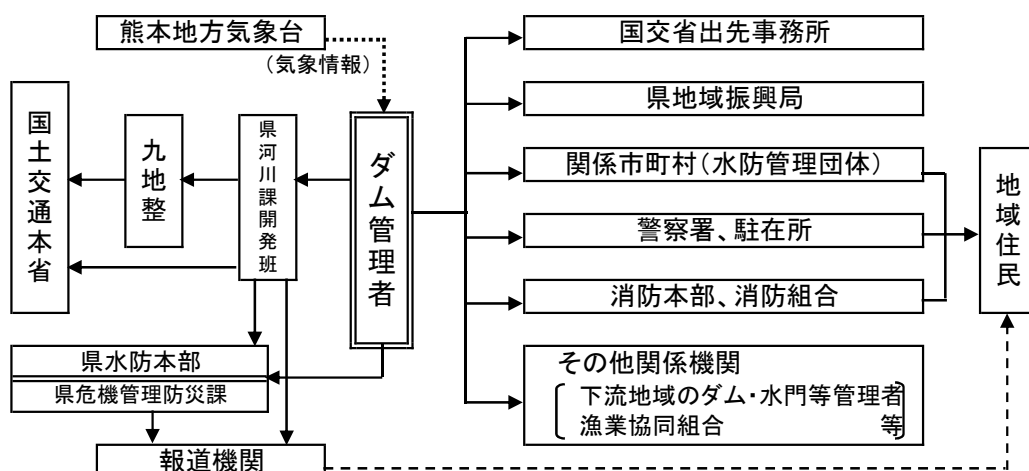 熊本地方気象台
(気象情報)
国土交通本省
九地整
県河川課開発班
ダム管理者
県水防本部
県危機管理防災課
報道機関
国交省出先事務所
県地域振興局
関係市町村(水防管理団体)
警察署、駐在所
消防本部、消防組合
その他関係機関
下流地域のダム・水門等管理者
漁業協同組合 等
地域住民